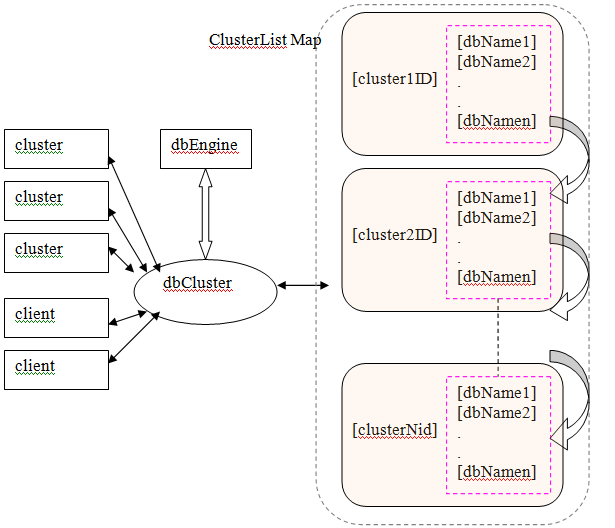 ClusterList Map
cluster
cluster
cluster
client
client
dbEngine
dbCluster
[cluster1ID]
[dbName1]
[dbName2]
.
.
[dbNamen]
[cluster2ID]
[dbName1]
[dbName2]
.
.
[dbNamen]
[clusterNid]
[dbName1]
[dbName2]
.
.
[dbNamen]